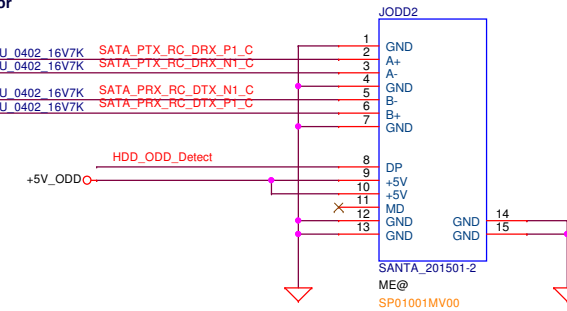 or
JODD2
1 GND
U_0402_16V7K SATA_PTX_RC_DRX_P1_C 2 A+
U_0402_16V7K SATA_PTX_RC_DRX_N1_C 3 A-
4 GND
U_0402_16V7K SATA_PRX_RC_DTX_N1_C 5 B-
U_0402_16V7K SATA_PRX_RC_DTX_P1_C 6 B+
7 GND
HDD_ODD_Detect 8 DP
+5V_ODD 9 +5V
10 +5V
11 MD
12 GND GND 14
13 GND GND 15
SANTA_201501-2
ME@
SP01001MV00